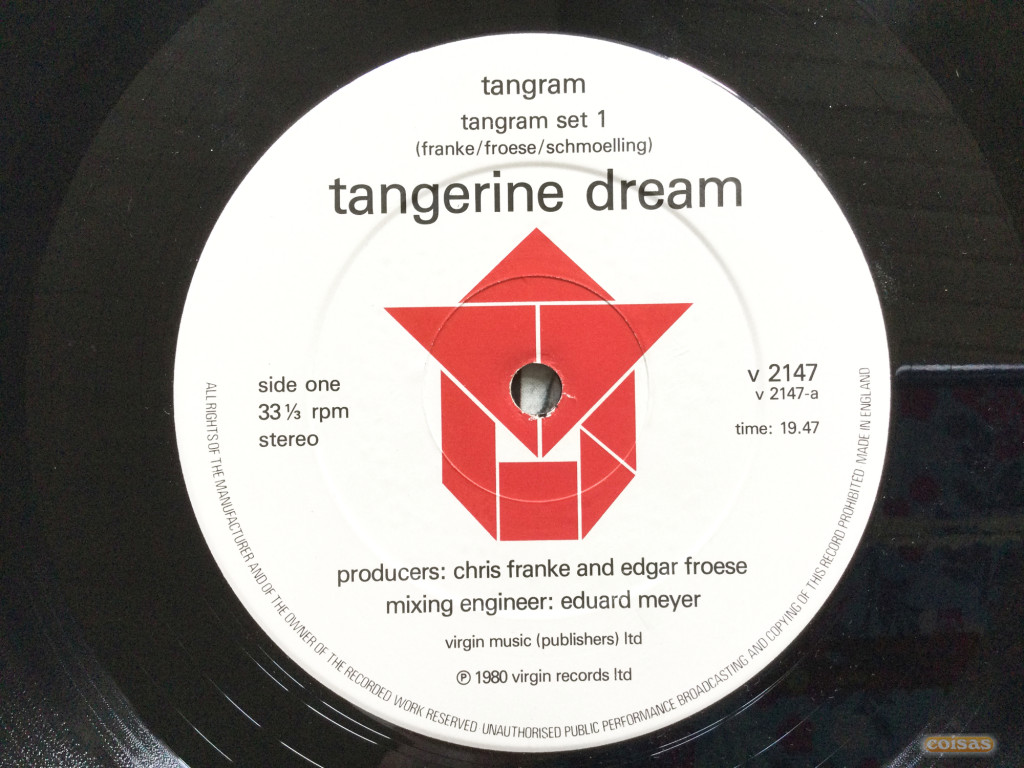 tangram
tangram set 1
(franke/froese/schmoelling)
tangerine dream
side one
33 ⅓ rpm
stereo
v 2147
v 2147-a
time: 19.47
producers: chris franke and edgar froese
mixing engineer: eduard meyer
virgin music (publishers) ltd
℗ 1980 virgin records ltd
ALL RIGHTS OF THE MANUFACTURER AND OF THE OWNER OF THE RECORDED WORK RESERVED UNAUTHORISED PUBLIC PERFORMANCE BROADCASTING AND COPYING OF THIS RECORD PROHIBITED MADE IN ENGLAND
coisas